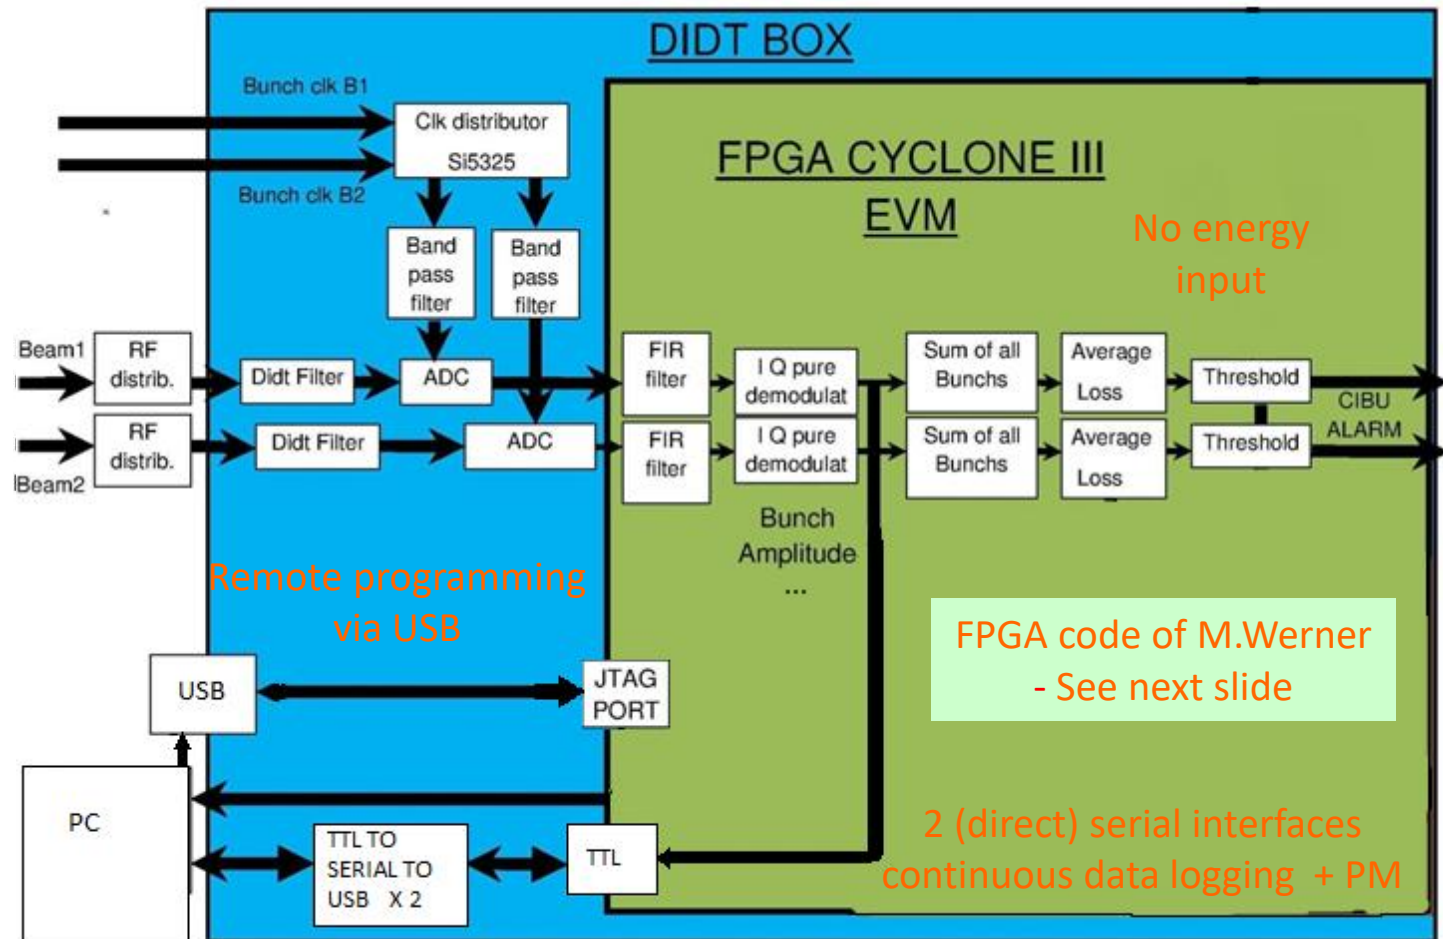 DIDT BOX
Bunch clk B1
Clk distributor
Si5325
Bunch clk B2
FPGA CYCLONE III
EVM
No energy
input
Band
pass
filter
Band
pass
filter
Beam1
RF
distrib.
Didt Filter
ADC
FIR
filter
I Q pure
demodulat
Sum of all
Bunchs
Average
Loss
Threshold
CIBU
ALARM
Beam2
RF
distrib.
Didt Filter
ADC
FIR
filter
I Q pure
demodulat
Sum of all
Bunchs
Average
Loss
Threshold
Bunch
Amplitude
...
Remote programming
via USB
FPGA code of M.Werner
- See next slide
USB
JTAG
PORT
PC
TTL TO
SERIAL TO
USB X 2
TTL
2 (direct) serial interfaces
continuous data logging + PM